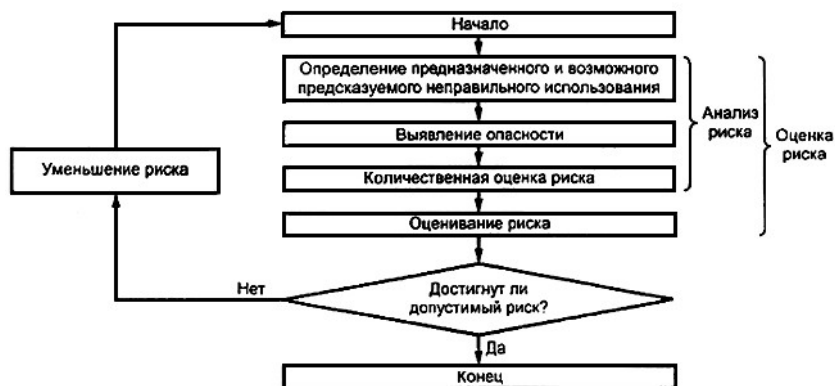 Начало
Определение предназначенного и возможного
предсказуемого неправильного использования
Выявление опасности
Количественная оценка риска
Оценивание риска
Анализ
риска
Оценка
риска
Уменьшение риска
Нет
Достигнут ли
допустимый риск?
Да
Конец